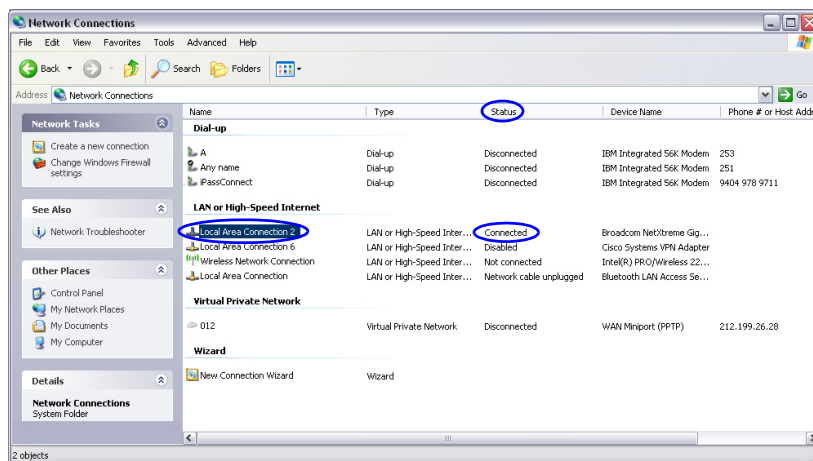 Network Connections
File Edit View Favorites Tools Advanced Help
Back Search Folders
Address Network Connections Go
Network Tasks
Create a new connection
Change Windows Firewall
settings
See Also
Network Troubleshooter
Other Places
Control Panel
My Network Places
My Documents
My Computer
Details
Network Connections
System Folder
Name Type Status Device Name Phone # or Host Addr
Dial-up
A Dial-up Disconnected IBM Integrated 56K Modem 253
Any name Dial-up Disconnected IBM Integrated 56K Modem 251
iPassConnect Dial-up Disconnected IBM Integrated 56K Modem 9404 978 9711
LAN or High-Speed Internet
Local Area Connection 2 LAN or High-Speed Inter... Connected Broadcom NetXtreme Gig...
Local Area Connection 6 LAN or High-Speed Inter... Disabled Cisco Systems VPN Adapter
Wireless Network Connection LAN or High-Speed Inter... Not connected Intel(R) PRO/Wireless 22...
Local Area Connection LAN or High-Speed Inter... Network cable unplugged Bluetooth LAN Access Se...
Virtual Private Network
012 Virtual Private Network Disconnected WAN Miniport (PPTP) 212.199.26.28
Wizard
New Connection Wizard Wizard
2 objects